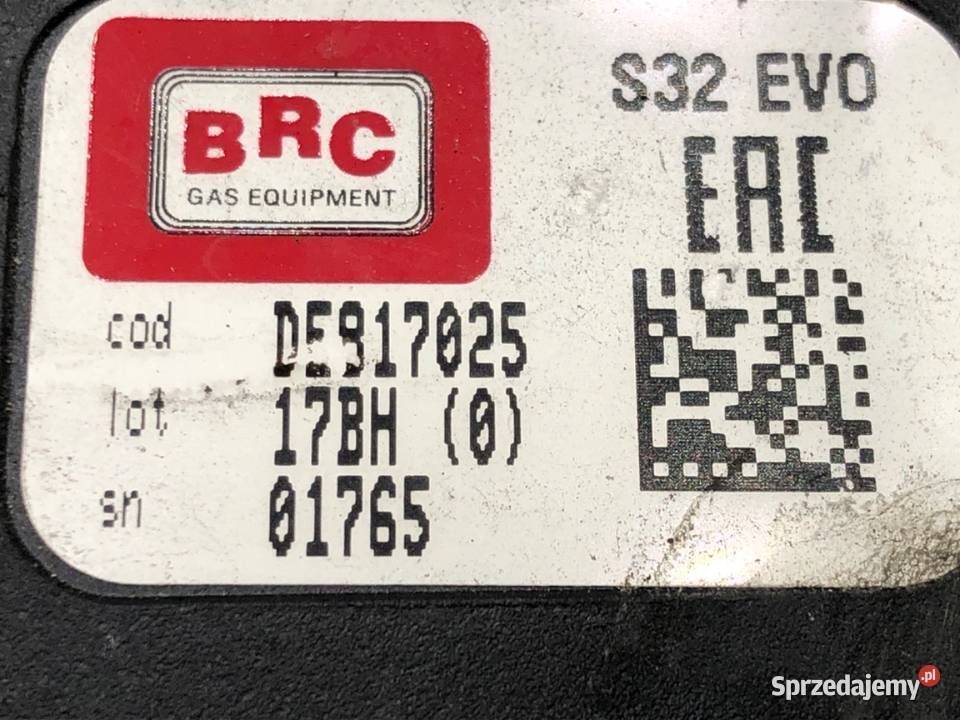 BRC
GAS EQUIPMENT
S32 EVO
EAC
cod DE817025
lot 17BH (0)
sn 01765
Sprzedajemy.pl